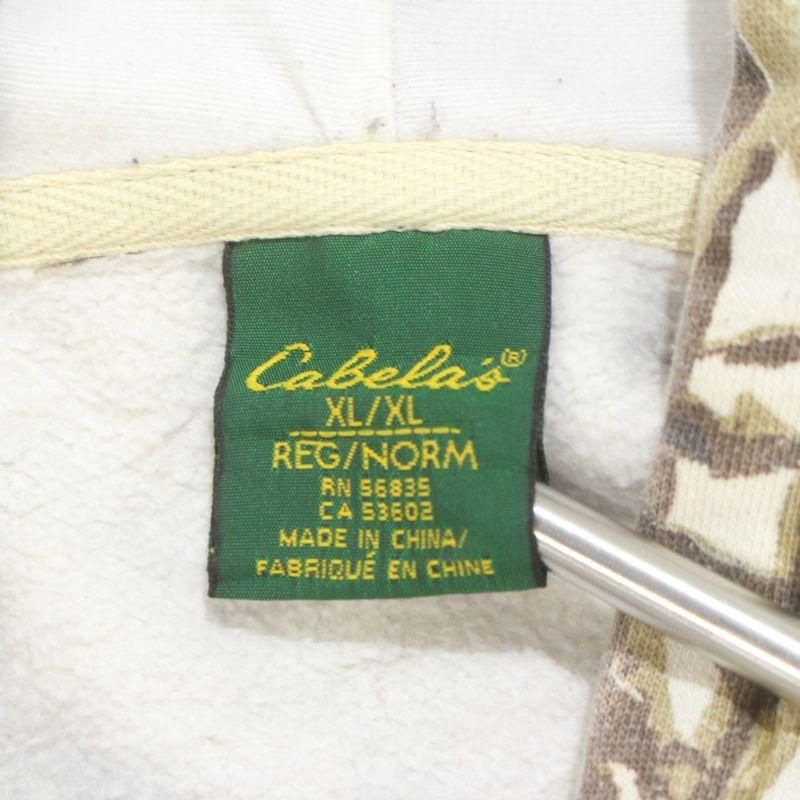 Cabela's®
XL/XL
REG/NORM
RN 56835
CA 53602
MADE IN CHINA/
FABRIQUÉ EN CHINE